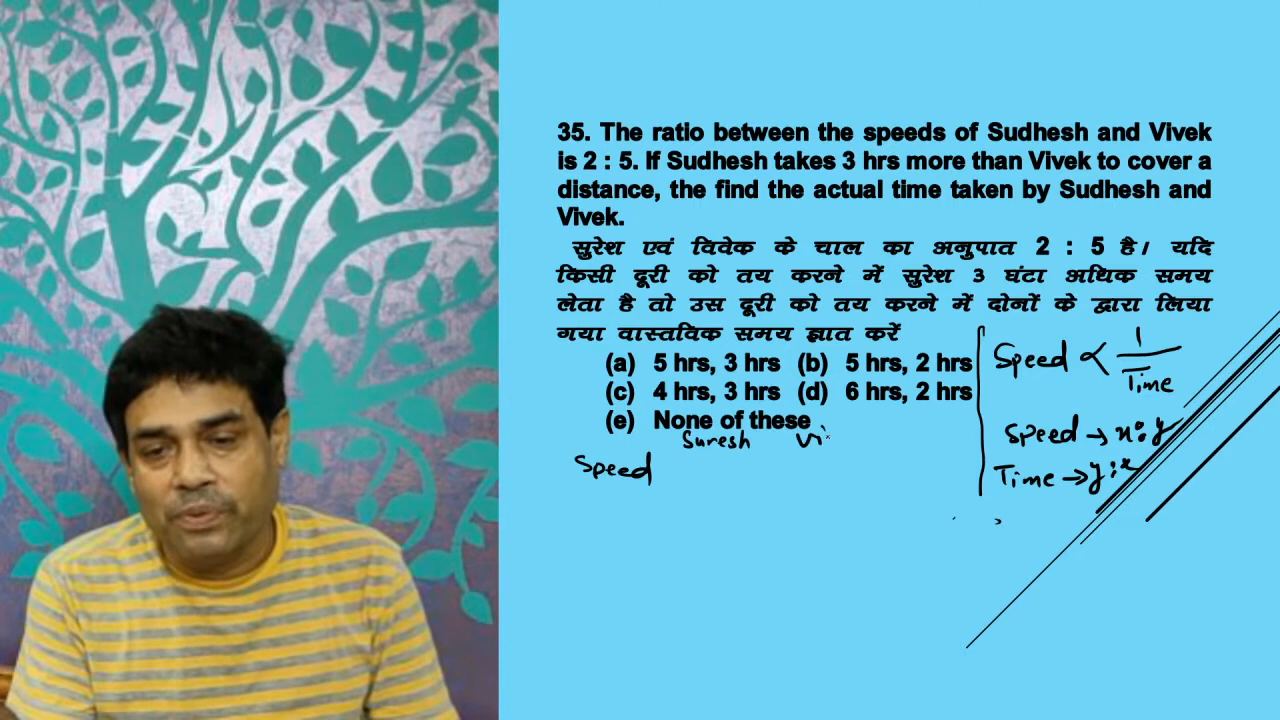 35. The ratio between the speeds of Sudhesh and Vivek
is 2 : 5. If Sudhesh takes 3 hrs more than Vivek to cover a
distance, the find the actual time taken by Sudhesh and
Vivek.
सुरेश एवं विवेक के चाल का अनुपात 2 : 5 है। यदि
किसी दूरी को तय करने में सुरेश 3 घंटा अधिक समय
लेता है तो उस दूरी को तय करने में दोनों के द्वारा लिया
गया वास्तविक समय ज्ञात करें
(a) 5 hrs, 3 hrs (b) 5 hrs, 2 hrs
(c) 4 hrs, 3 hrs (d) 6 hrs, 2 hrs
(e) None of these
Suresh Vi
Speed
Speed ∝ 1/Time
Speed → x:y
Time → y:x